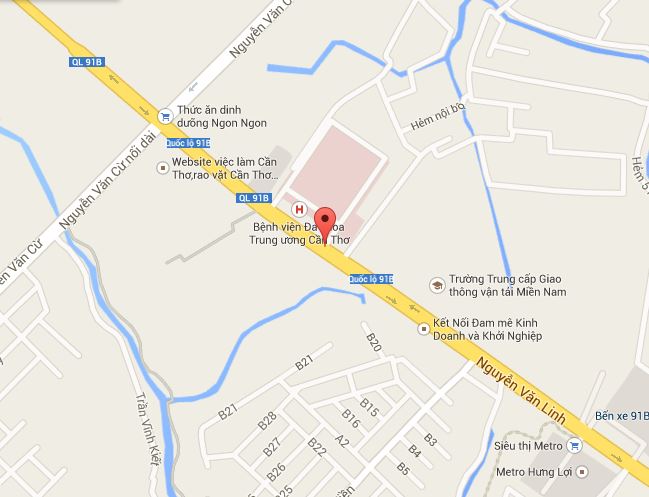 Nguyễn Văn C
QL 91B
Thức ăn dinh
dưỡng Ngon Ngon
Hẻm nội bộ
Quốc lộ 91B
Nguyễn Văn Cừ nối dài
Website việc làm Cần
Thơ,rao vặt Cần Thơ...
Hẻm 5
QL 91B
H
Bệnh viện Đa khoa
Trung ương Cần Thơ
yễn Văn Cừ
Quốc lộ 91B
Trường Trung cấp Giao
thông vận tải Miền Nam
Kết Nối Đam mê Kinh
Doanh và Khởi Nghiệp
B20
B21
Nguyễn Văn Linh
B21
B28
B15
B16
Trần Vĩnh Kiết
B27
B22
A2
B3
Bến xe 91B
B26
B4
Siêu thị Metro
B25
B5
Metro Hưng Lợi